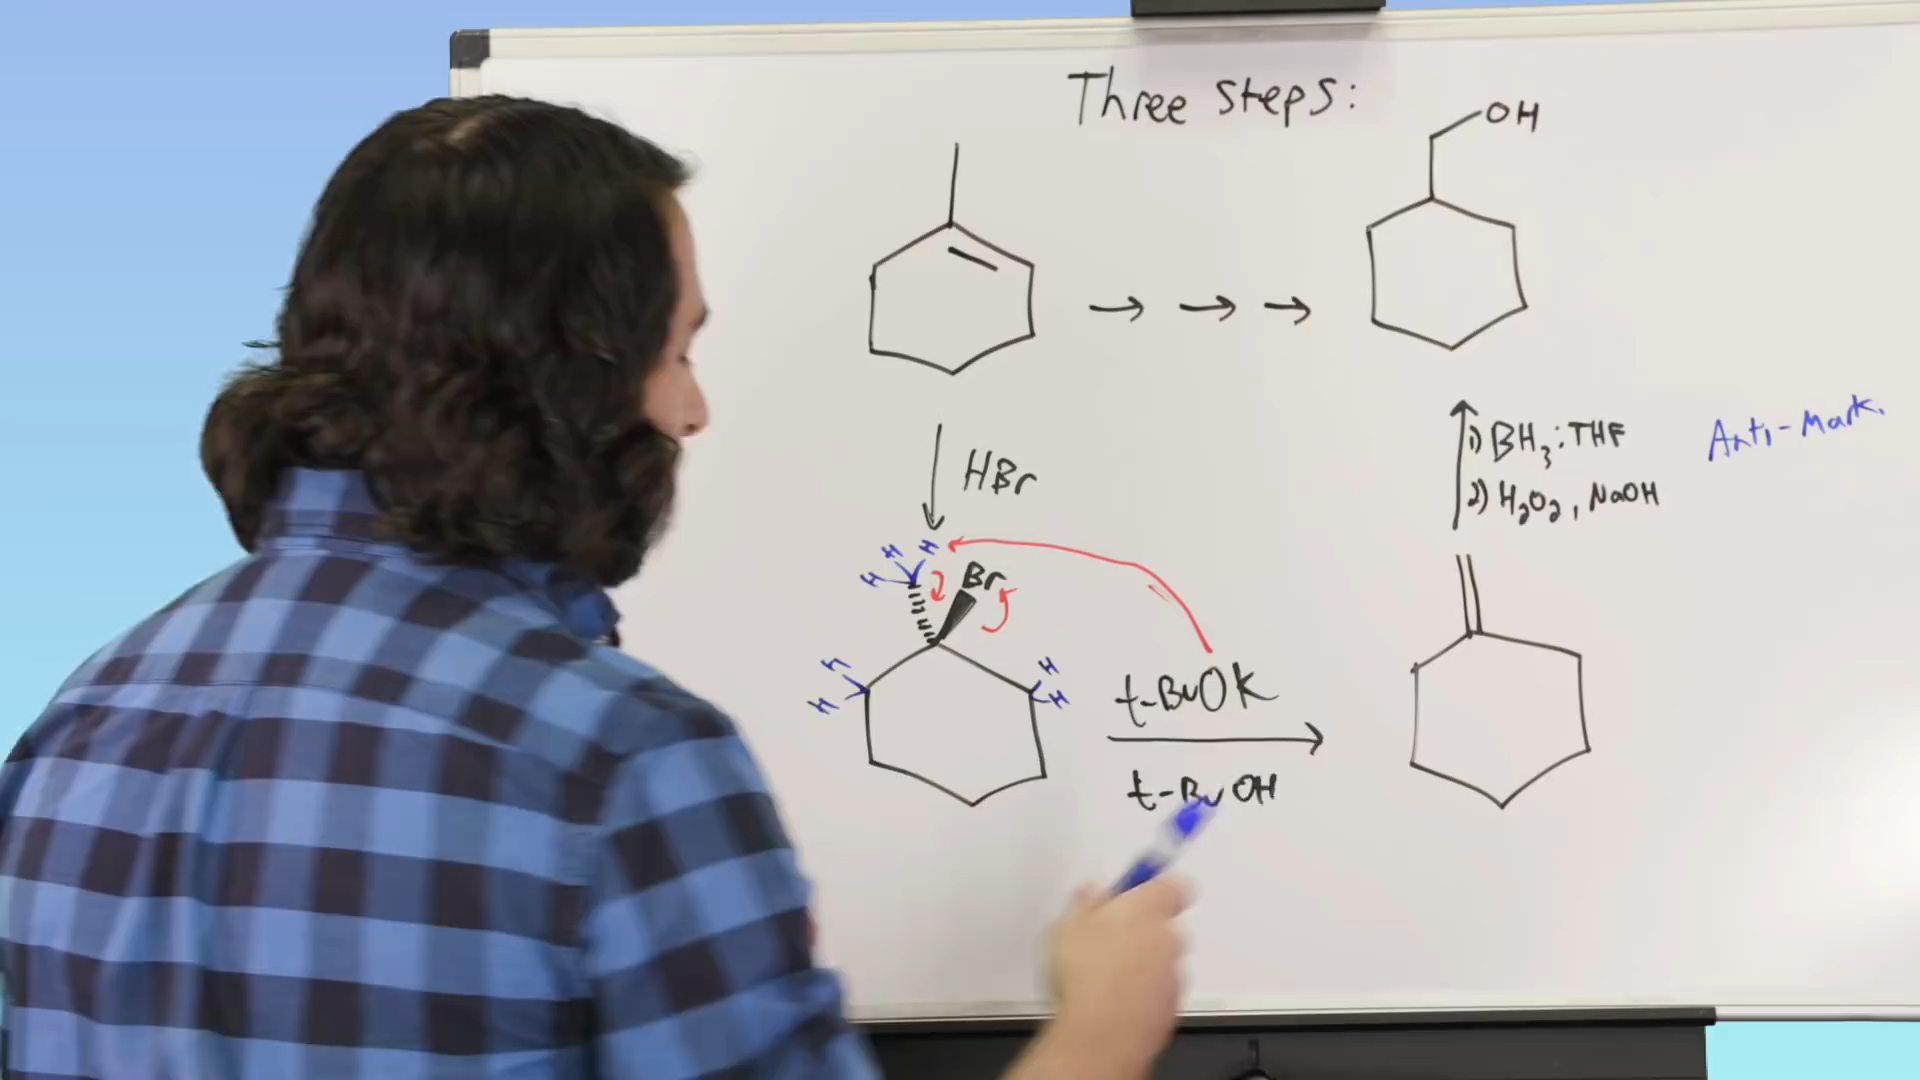 Three Steps:
OH
HBr
1) BH3:THF
2) H2O2, NaOH
Anti-Mark.
H H
H
Br
H
H
H
H
t-BuOK
t-BuOH